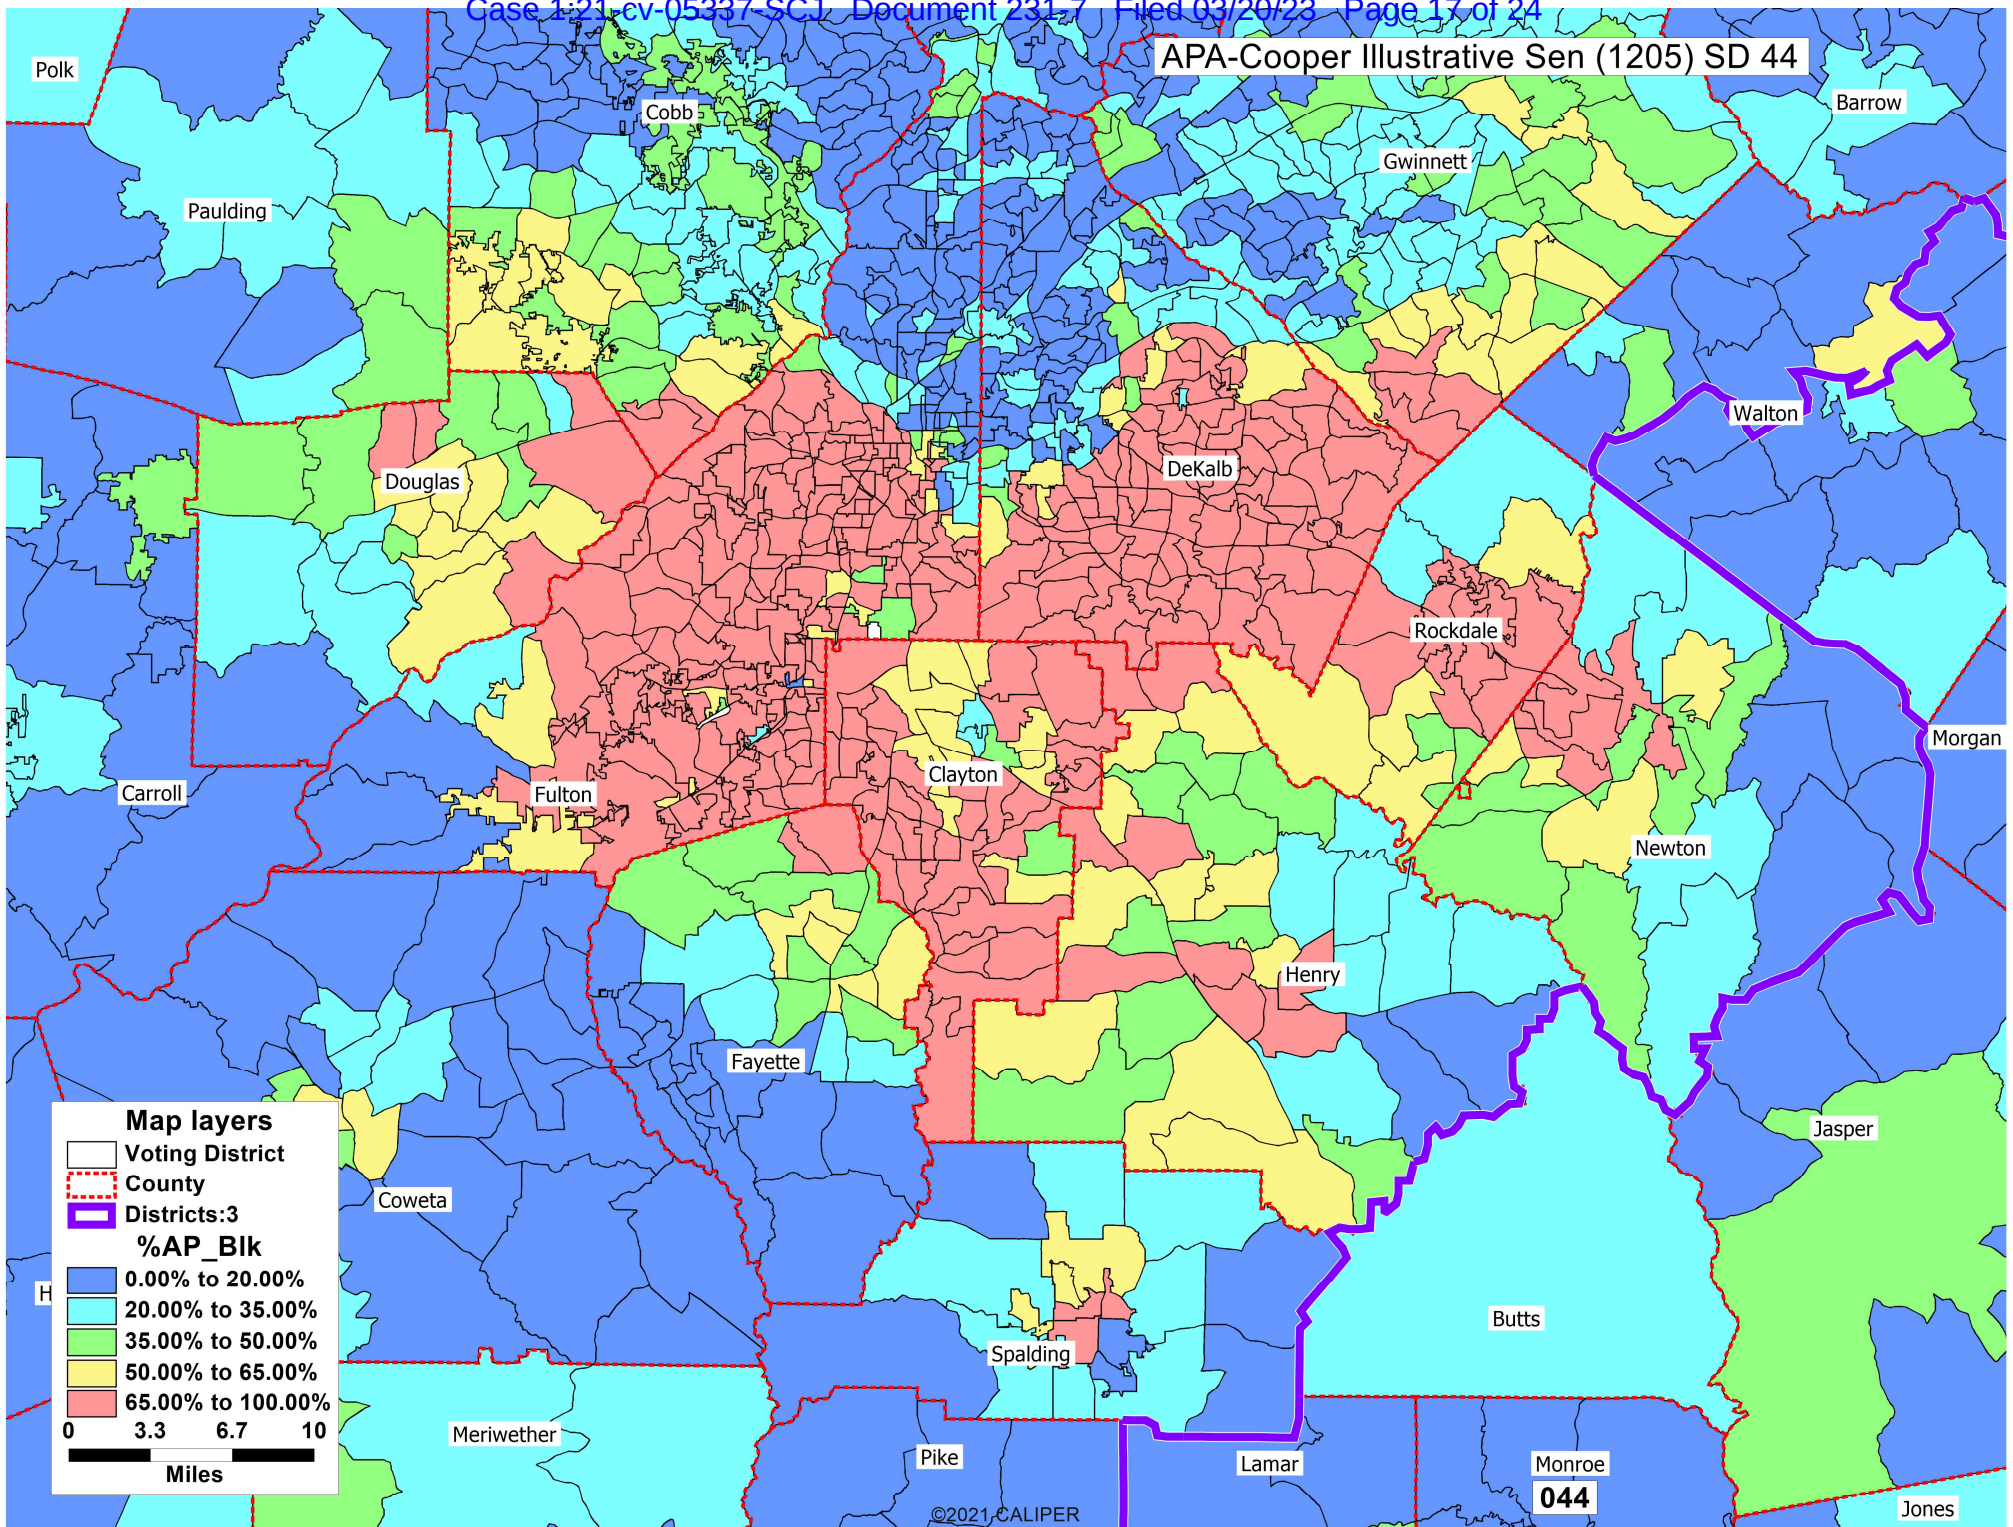 Case 1:21-cv-05337-SCJ Document 231-7 Filed 03/20/23 Page 17 of 24
APA-Cooper Illustrative Sen (1205) SD 44
Polk
Cobb
Barrow
Gwinnett
Paulding
Walton
DeKalb
Douglas
Rockdale
Morgan
Clayton
Carroll
Fulton
Newton
Henry
Fayette
Jasper
Coweta
H
Butts
Spalding
Meriwether
Pike
Lamar
Monroe
044
Jones
Map layers
Voting District
County
Districts:3
%AP_Blk
0.00% to 20.00%
20.00% to 35.00%
35.00% to 50.00%
50.00% to 65.00%
65.00% to 100.00%
0 3.3 6.7 10
Miles
©2021 CALIPER